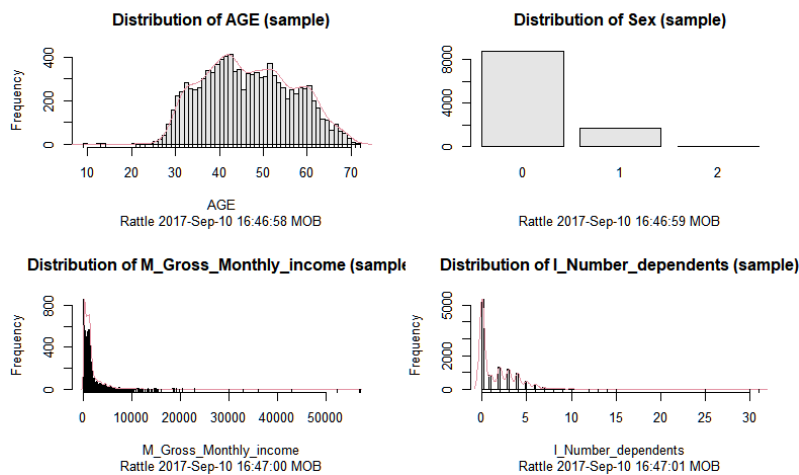 Distribution of AGE (sample)
Frequency
0 200 400
10 20 30 40 50 60 70
AGE
Rattle 2017-Sep-10 16:46:58 MOB
Distribution of Sex (sample)
0 4000 8000
0 1 2
Rattle 2017-Sep-10 16:46:59 MOB
Distribution of M_Gross_Monthly_income (sample
Frequency
0 400 800
0 10000 20000 30000 40000 50000
M_Gross_Monthly_income
Rattle 2017-Sep-10 16:47:00 MOB
Distribution of I_Number_dependents (sample)
Frequency
0 2000 5000
0 5 10 15 20 25 30
I_Number_dependents
Rattle 2017-Sep-10 16:47:01 MOB